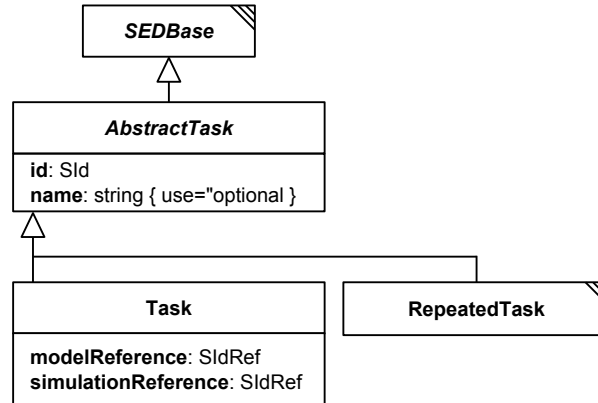 SEDBase
AbstractTask
id: SId
name: string { use="optional }
Task
RepeatedTask
modelReference: SIdRef
simulationReference: SIdRef